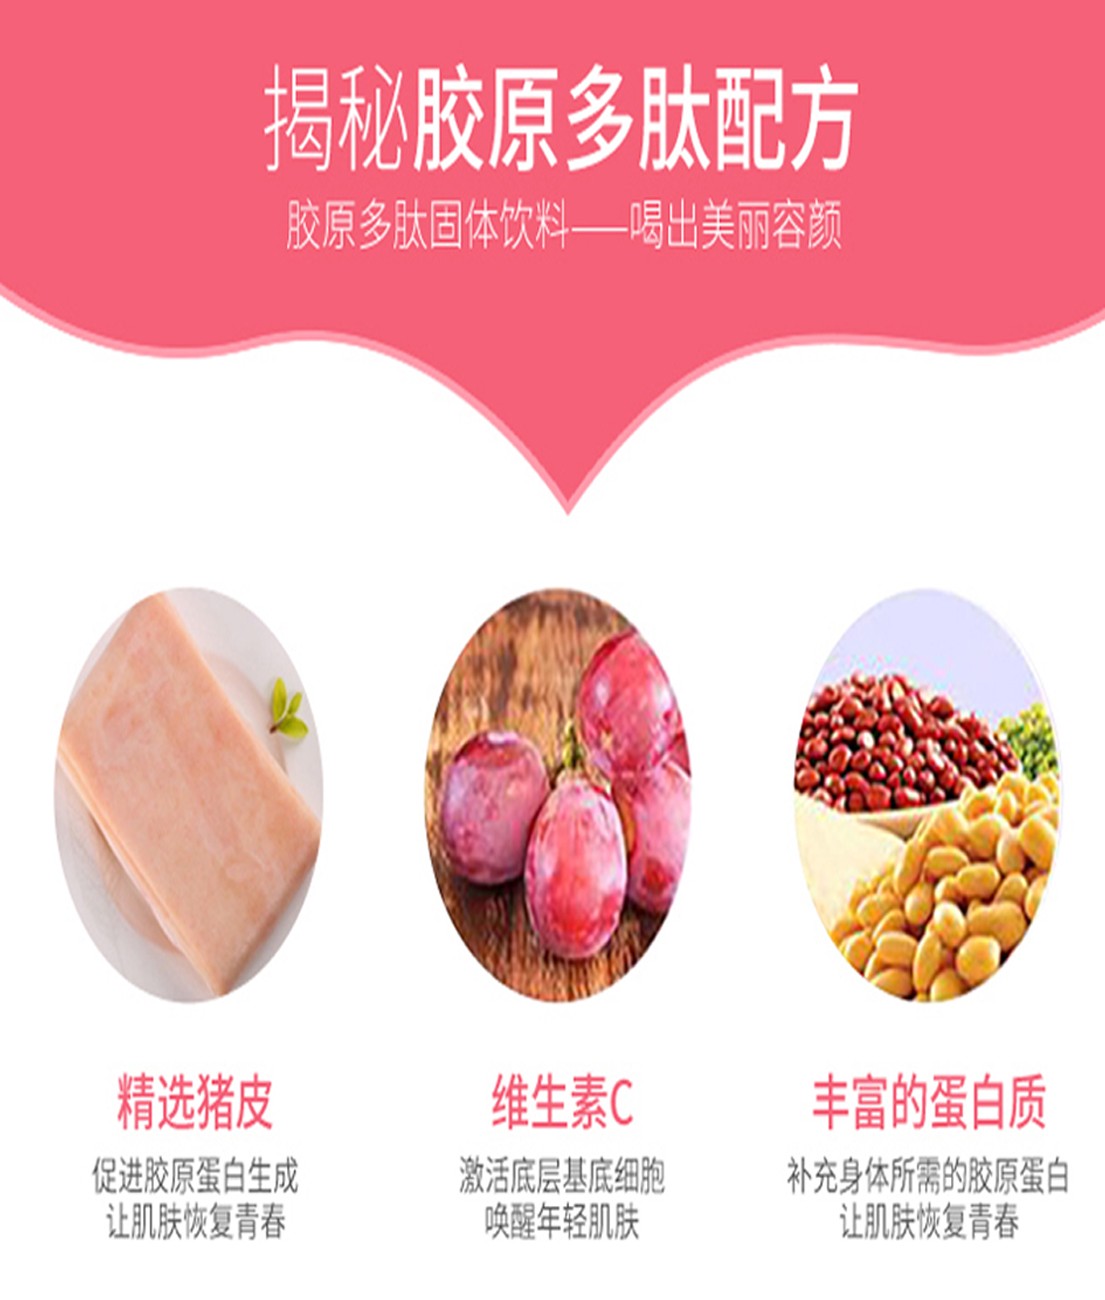 揭秘胶原多肽配方
胶原多肽固体饮料——喝出美丽容颜
精选猪皮
促进胶原蛋白生成
让肌肤恢复青春
维生素C
激活底层基底细胞
唤醒年轻肌肤
丰富的蛋白质
补充身体所需的胶原蛋白
让肌肤恢复青春